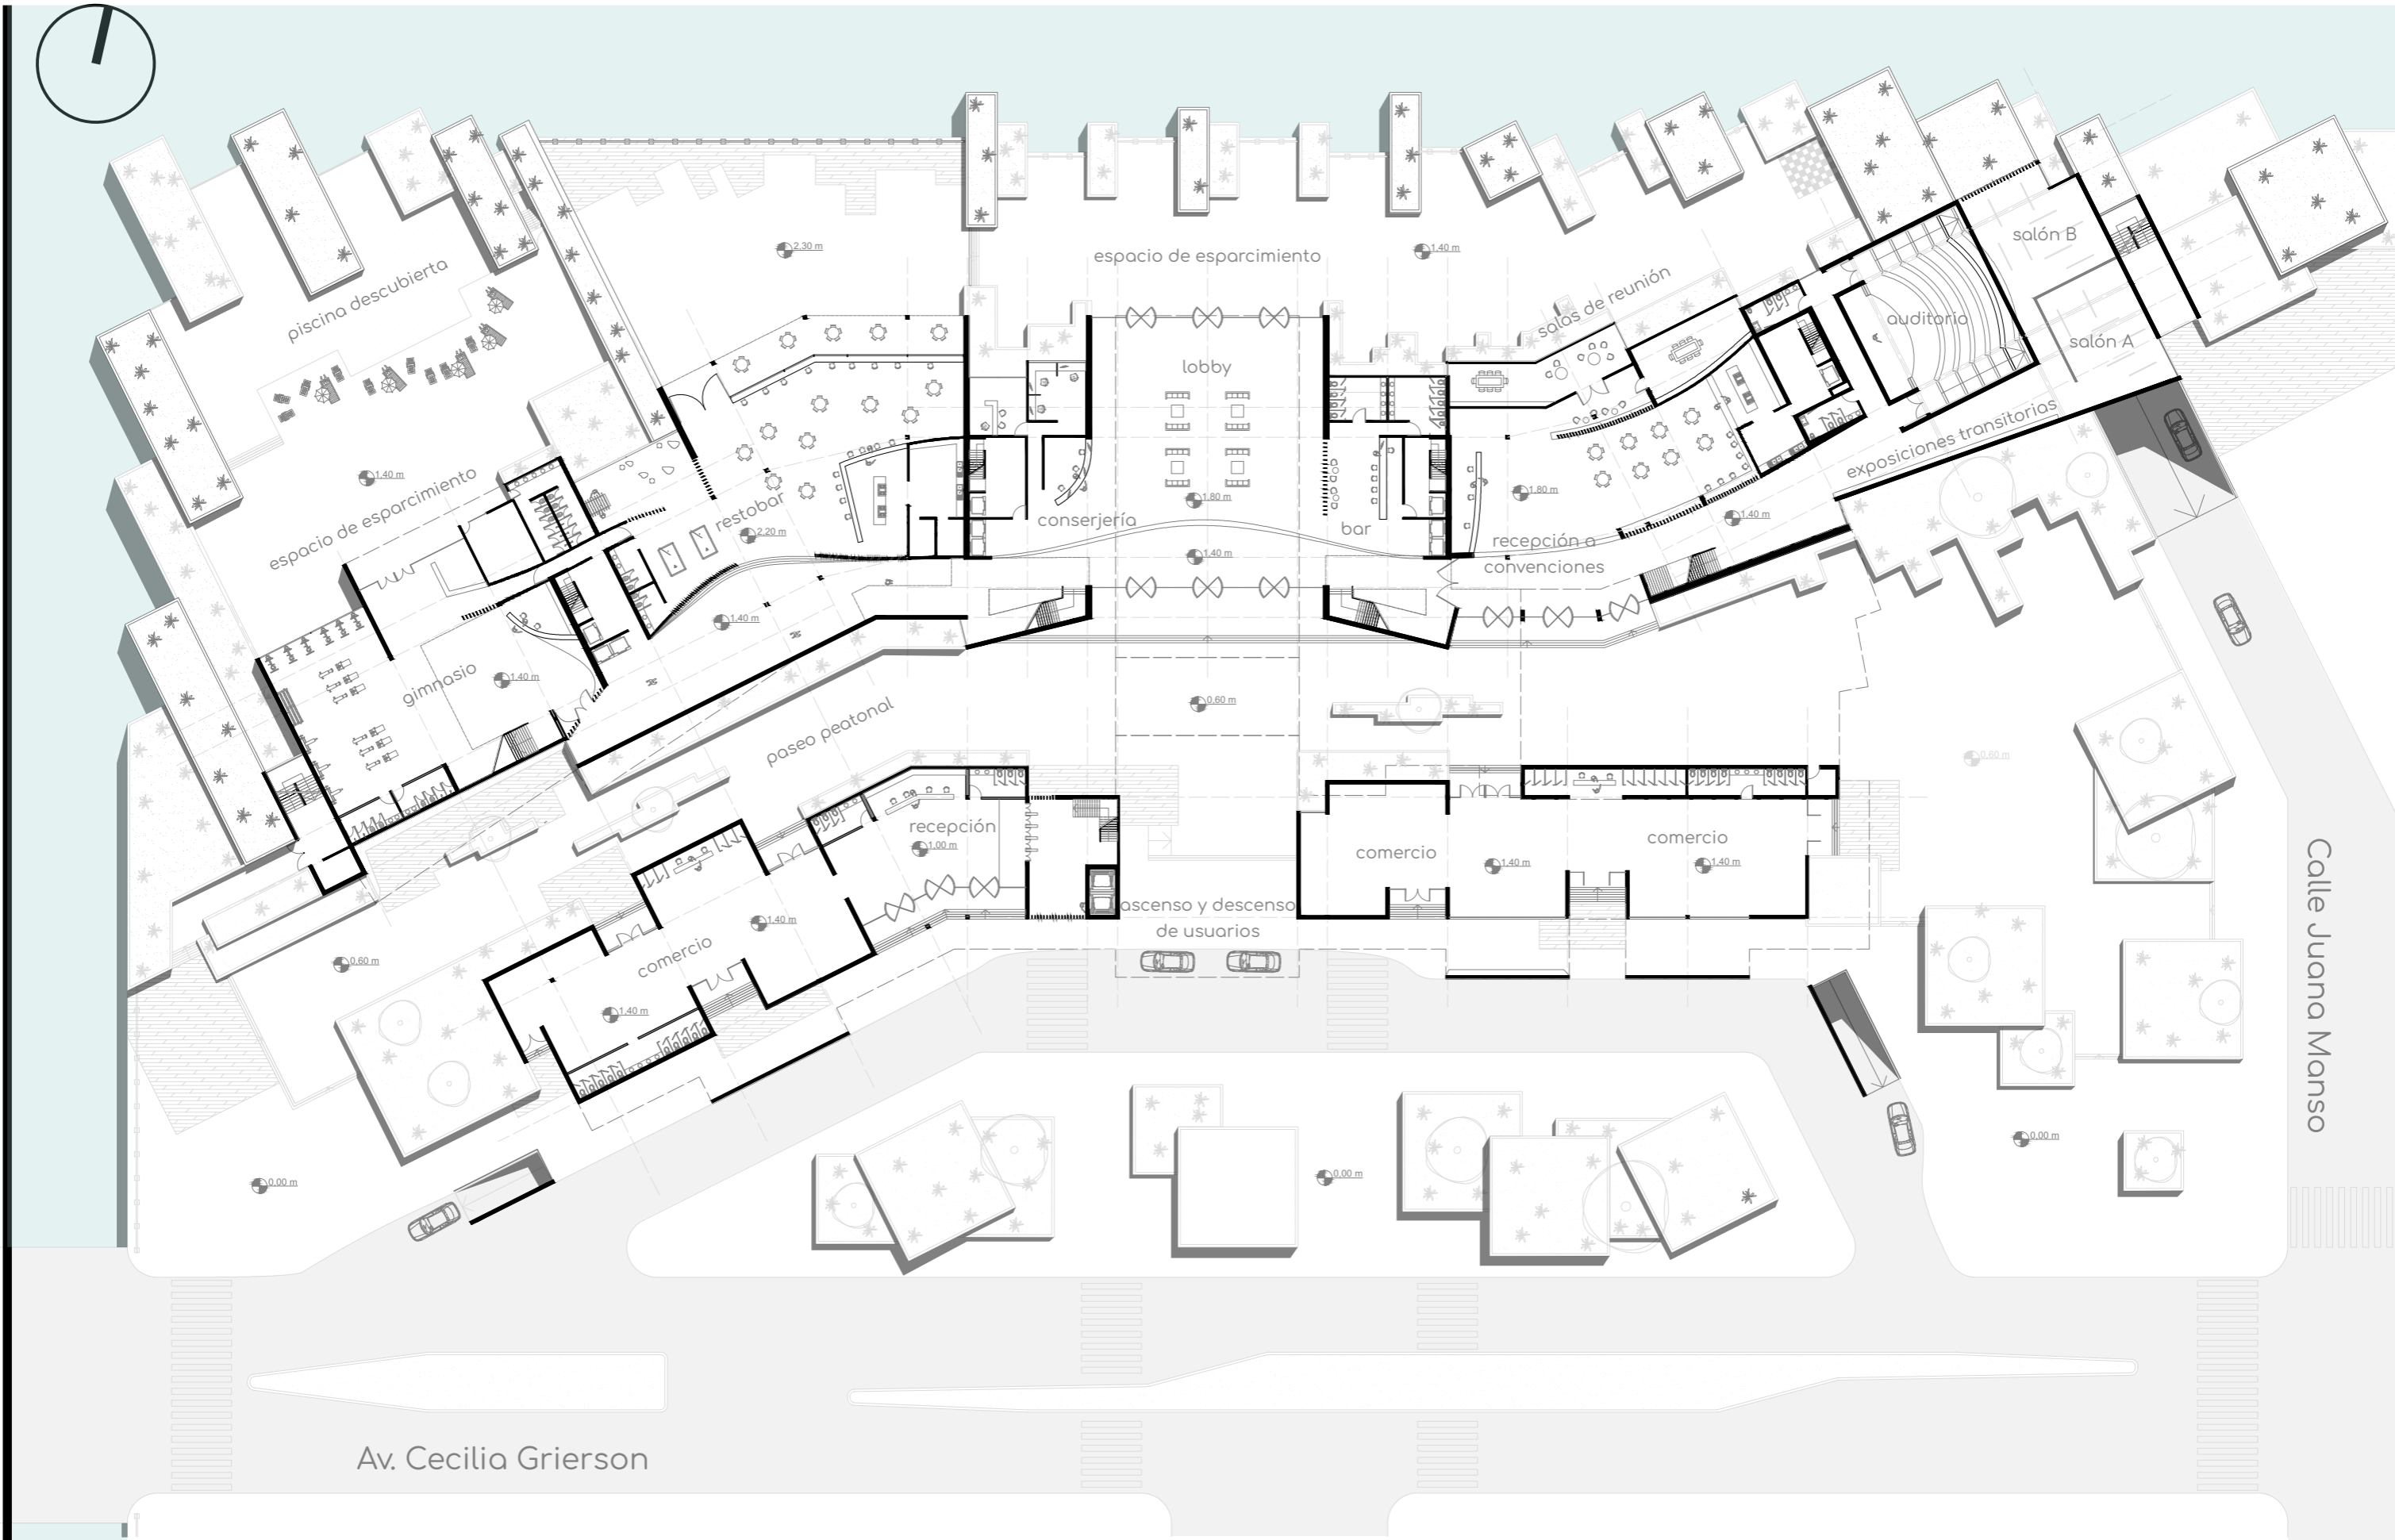 2,30 m
espacio de esparcimiento
1,40 m
salón B
piscina descubierta
salas de reunión
auditorio
salón A
lobby
exposiciones transitorias
1,40 m
espacio de esparcimiento
restobar
2,20 m
conserjería
1,80 m
bar
1,80 m
1,40 m
recepción a
convenciones
1,40 m
1,40 m
gimnasio
1,40 m
paseo peatonal
0,60 m
0,60 m
recepción
1,00 m
comercio
1,40 m
comercio
1,40 m
ascenso y descenso
de usuarios
comercio
1,40 m
1,40 m
0,60 m
Calle Juana Manso
0,00 m
0,00 m
0,00 m
Av. Cecilia Grierson